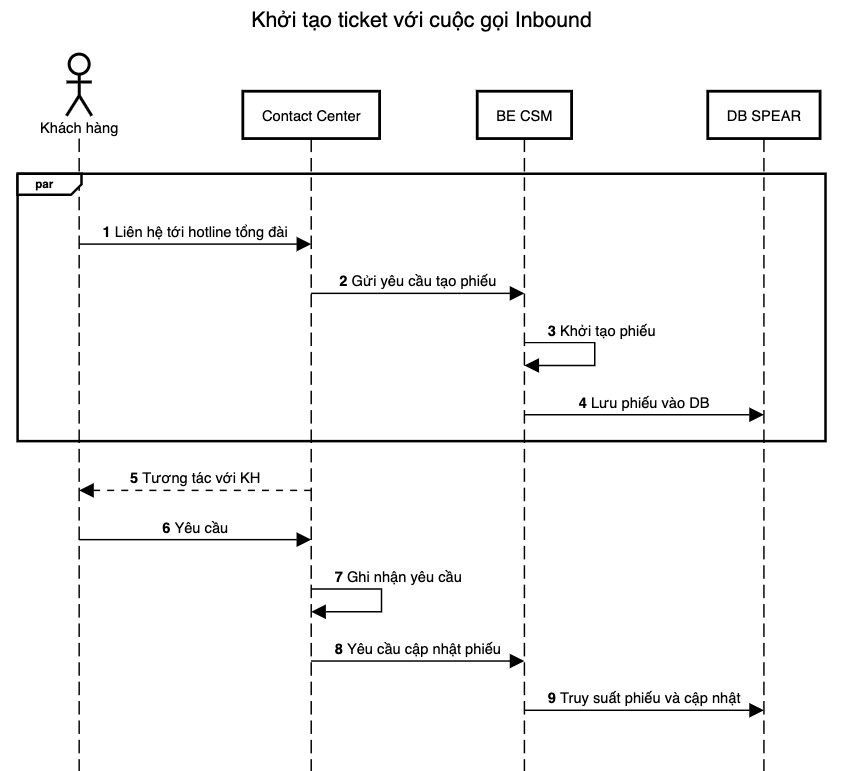 Khởi tạo ticket với cuộc gọi Inbound
Khách hàng
Contact Center
BE CSM
DB SPEAR
par
1 Liên hệ tới hotline tổng đài
2 Gửi yêu cầu tạo phiếu
3 Khởi tạo phiếu
4 Lưu phiếu vào DB
5 Tương tác với KH
6 Yêu cầu
7 Ghi nhận yêu cầu
8 Yêu cầu cập nhật phiếu
9 Truy suất phiếu và cập nhật